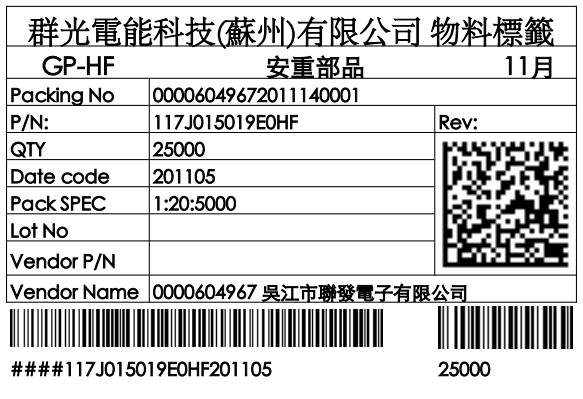 群光電能科技(蘇州)有限公司 物料標籤
GP-HF 安重部品 11月
Packing No 00006049672011140001
P/N: 117J015019E0HF Rev:
QTY 25000
Date code 201105
Pack SPEC 1:20:5000
Lot No
Vendor P/N
Vendor Name 0000604967 吳江市聯發電子有限公司
####117J015019E0HF201105 25000